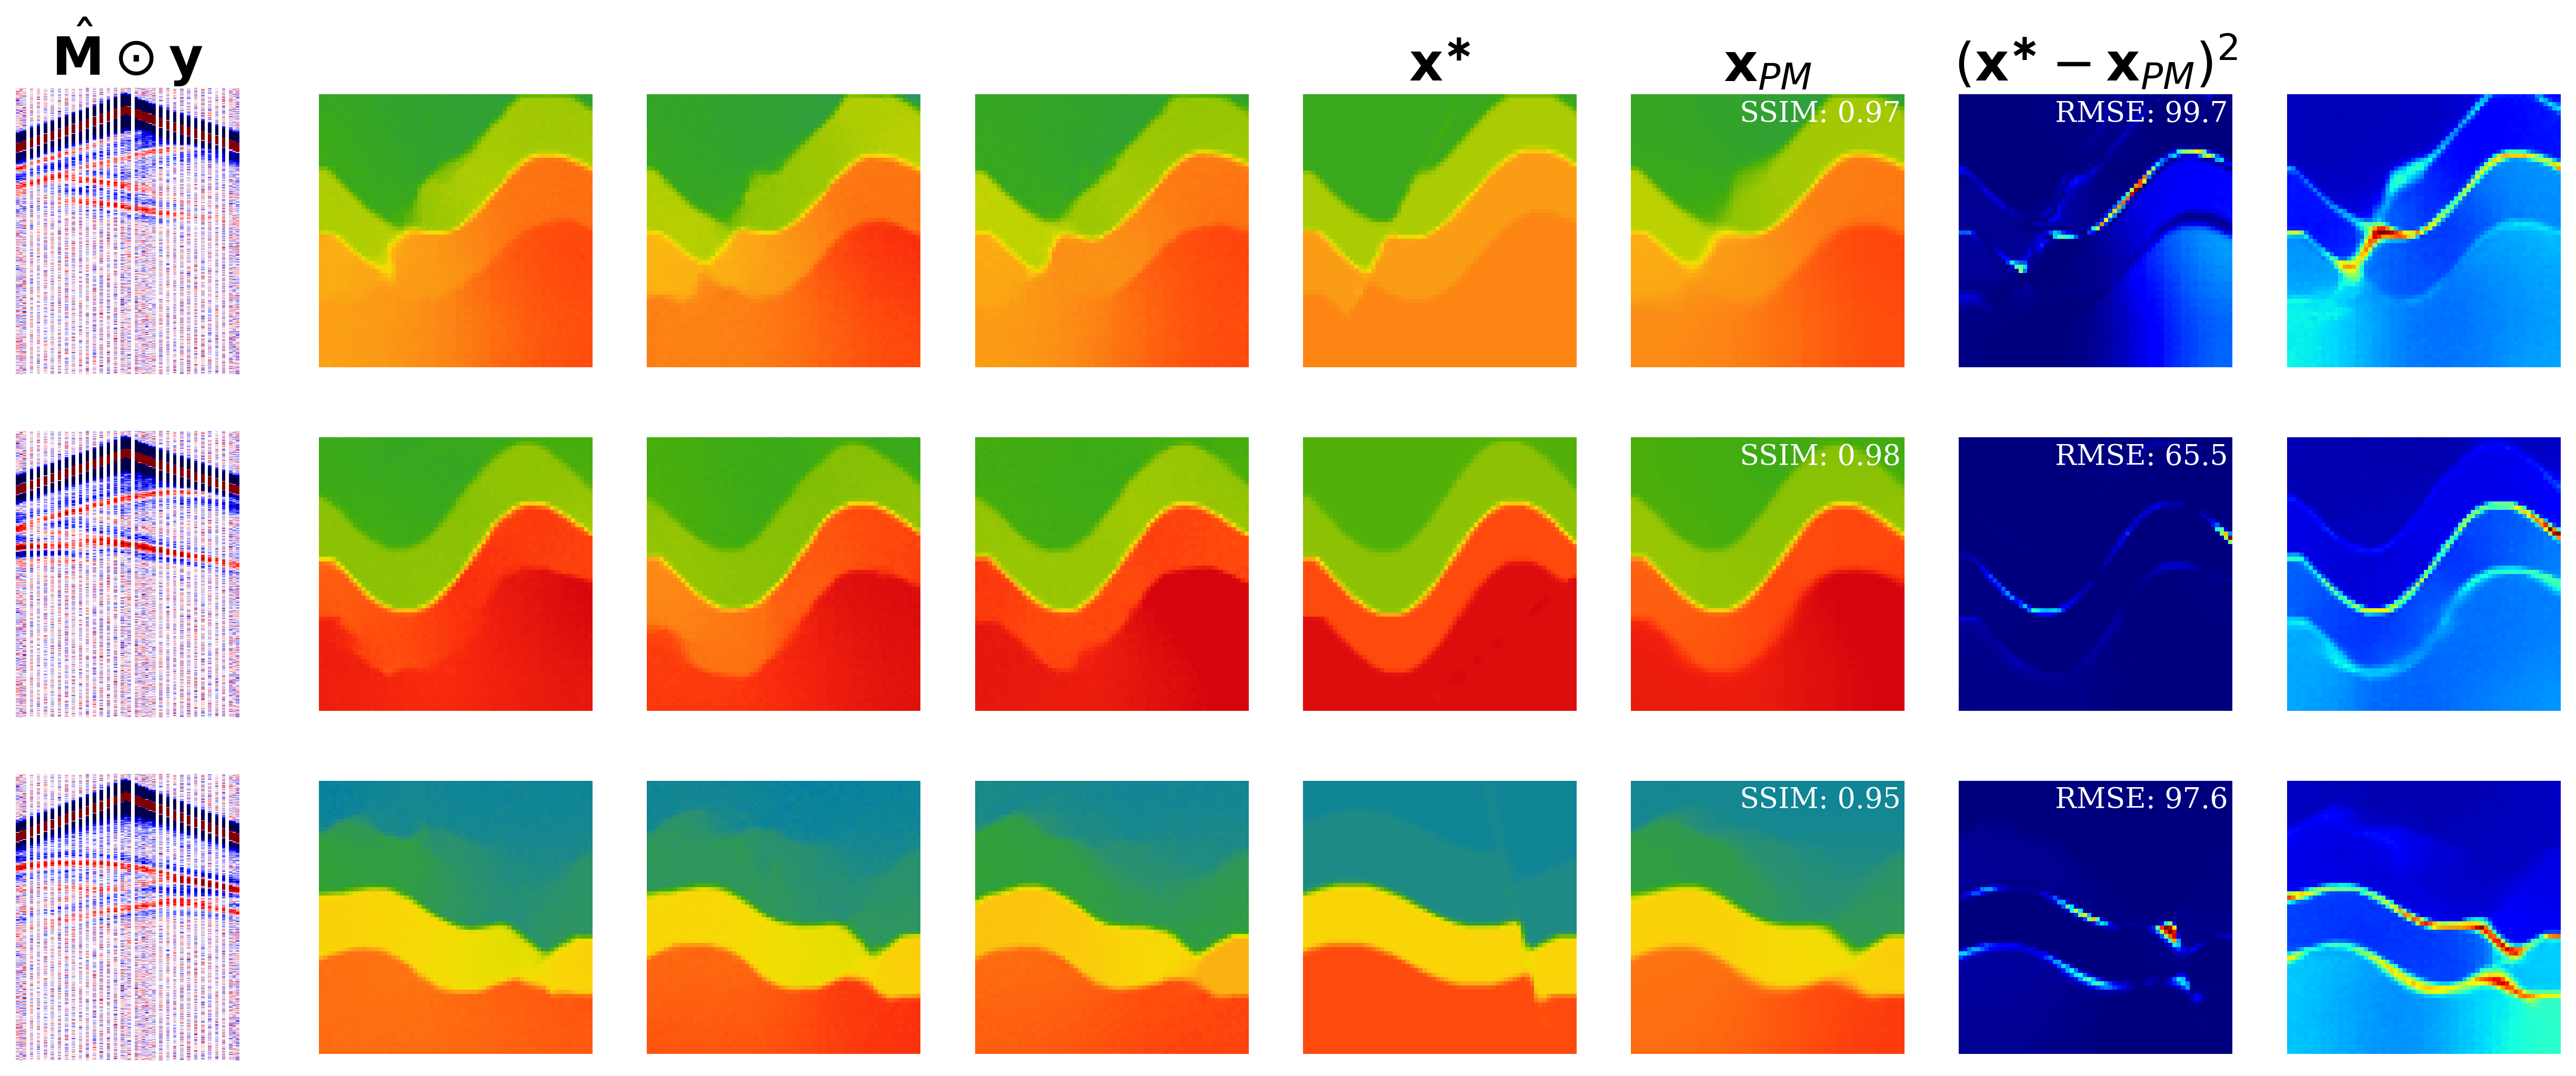 M̂ ⊙ y
x*
x_PM
(x* − x_PM)²
SSIM: 0.97
RMSE: 99.7
SSIM: 0.98
RMSE: 65.5
SSIM: 0.95
RMSE: 97.6